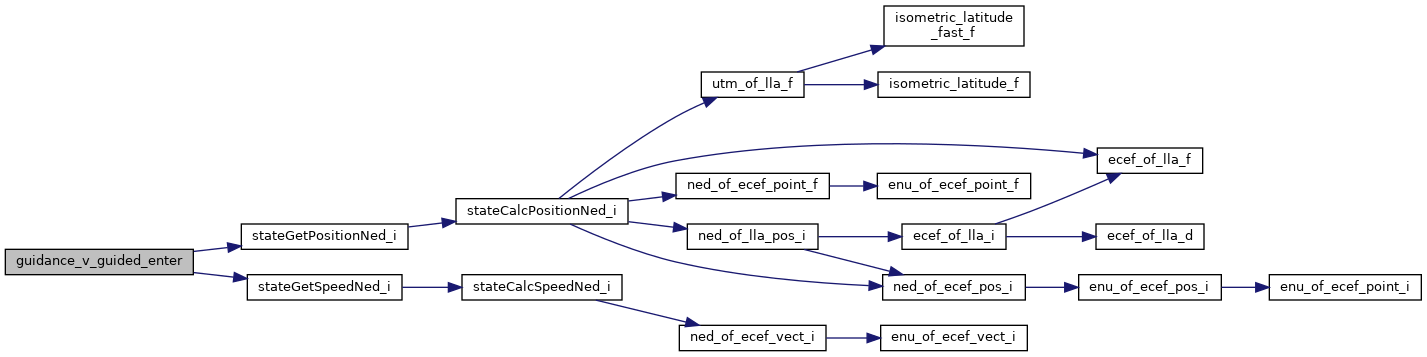 isometric_latitude
_fast_f
utm_of_lla_f
isometric_latitude_f
ecef_of_lla_f
ned_of_ecef_point_f
enu_of_ecef_point_f
stateCalcPositionNed_i
stateGetPositionNed_i
ned_of_lla_pos_i
ecef_of_lla_i
ecef_of_lla_d
guidance_v_guided_enter
stateGetSpeedNed_i
stateCalcSpeedNed_i
ned_of_ecef_pos_i
enu_of_ecef_pos_i
enu_of_ecef_point_i
ned_of_ecef_vect_i
enu_of_ecef_vect_i